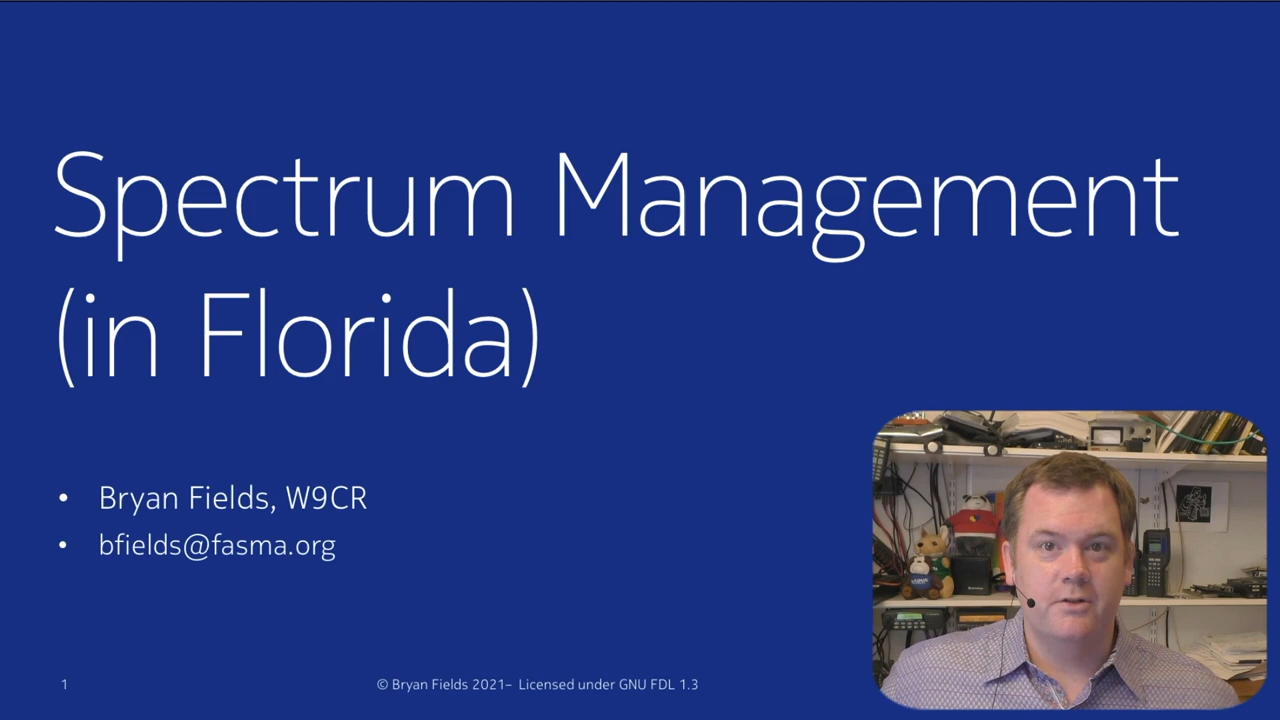 Spectrum Management
(in Florida)
• Bryan Fields, W9CR
• bfields@fasma.org
1
© Bryan Fields 2021– Licensed under GNU FDL 1.3